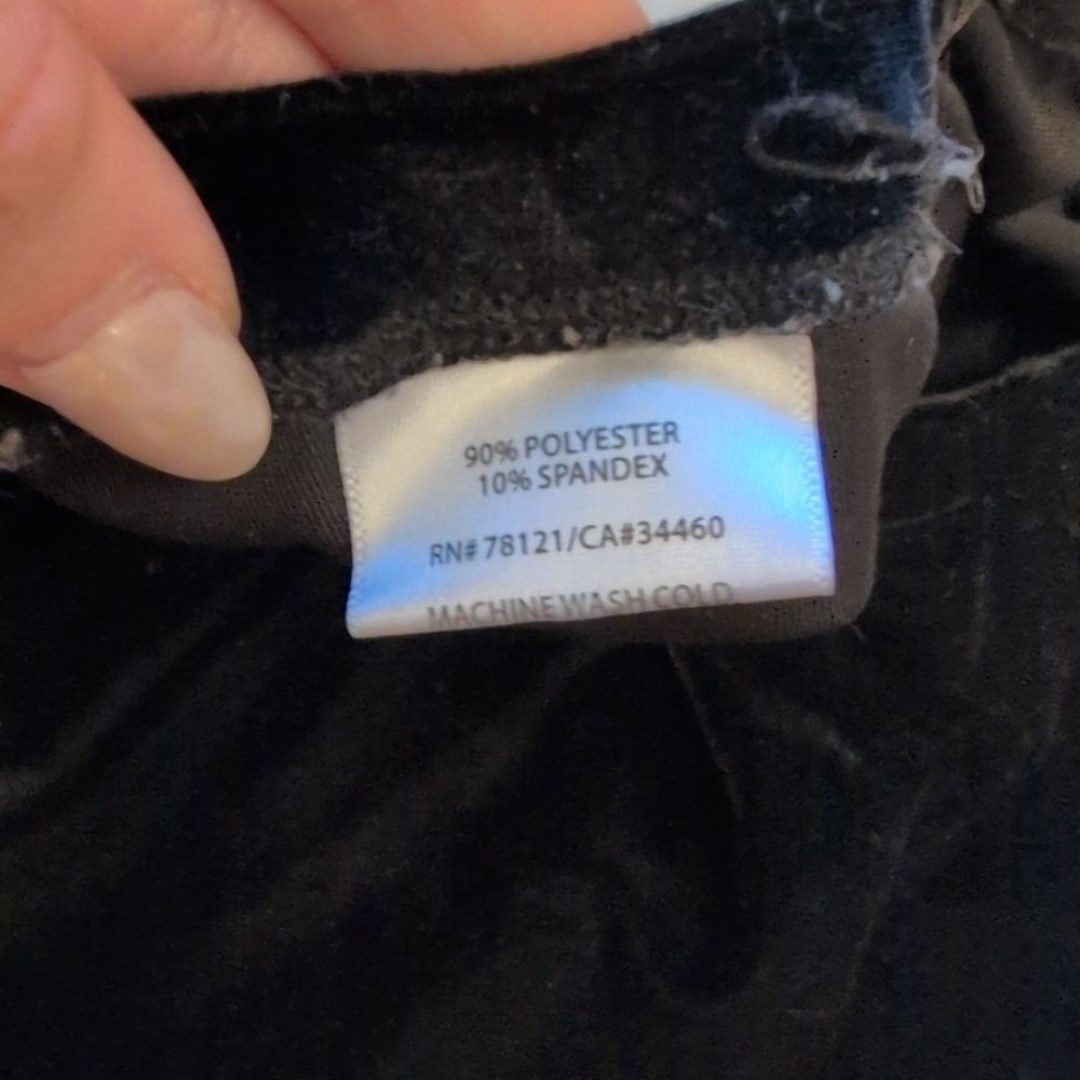 90% POLYESTER
10% SPANDEX
RN# 78121/CA#34460
MACHINE WASH COLD